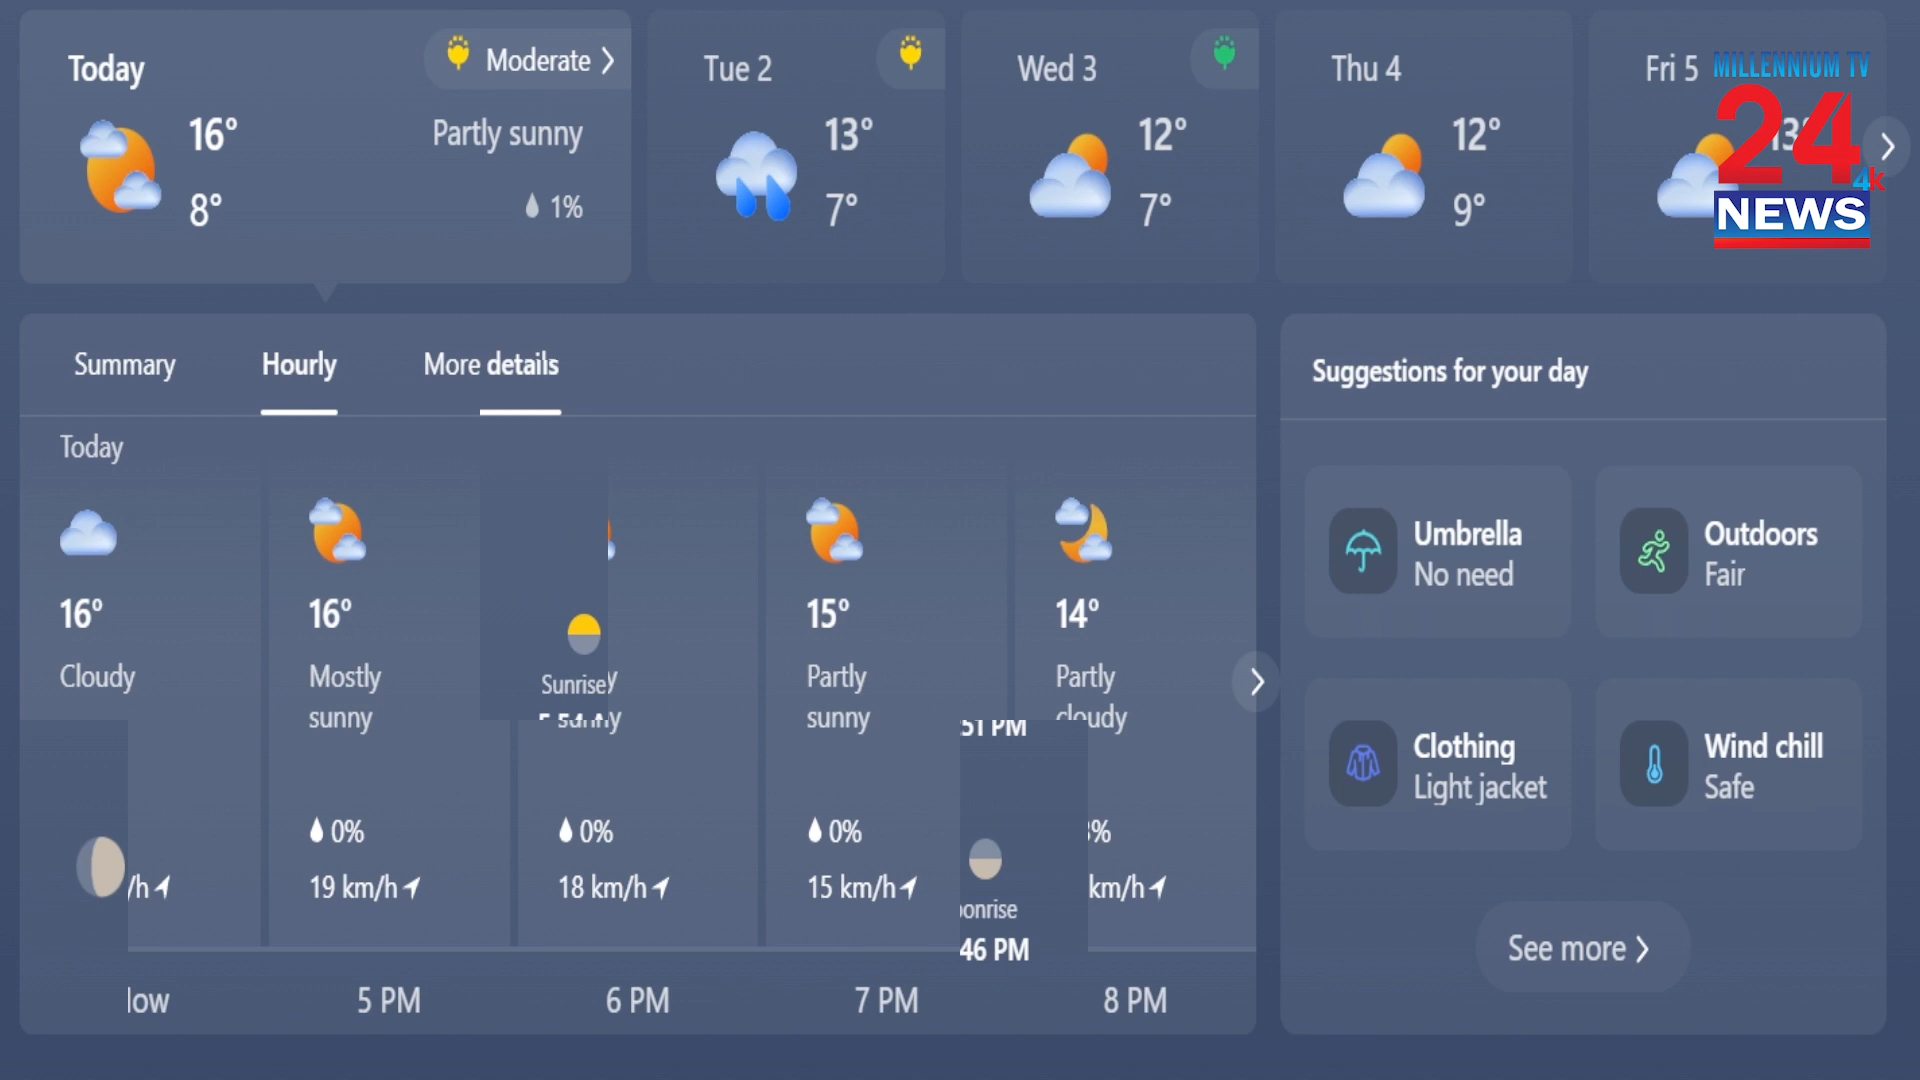 Today
Moderate
16°
Partly sunny
8°
1%
Tue 2
13°
7°
Wed 3
12°
7°
Thu 4
12°
9°
Fri 5
MILLENNIUM TV
24
4k
NEWS
Summary
Hourly
More details
Today
16°
Cloudy
16°
Mostly
sunny
Sunrise
15°
Partly
sunny
14°
Partly
cloudy
51 PM
0%
19 km/h
0%
18 km/h
0%
15 km/h
km/h
46 PM
5 PM
6 PM
7 PM
8 PM
Suggestions for your day
Umbrella
No need
Outdoors
Fair
Clothing
Light jacket
Wind chill
Safe
See more